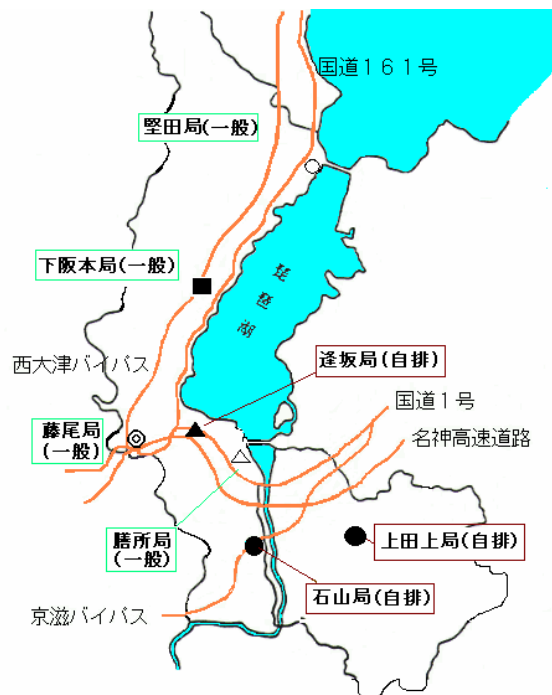 国道１６１号
堅田局(一般)
下阪本局(一般)
琵琶湖
西大津バイパス
逢坂局(自排)
国道１号
藤尾局
(一般)
名神高速道路
膳所局
(一般)
上田上局(自排)
石山局(自排)
京滋バイパス